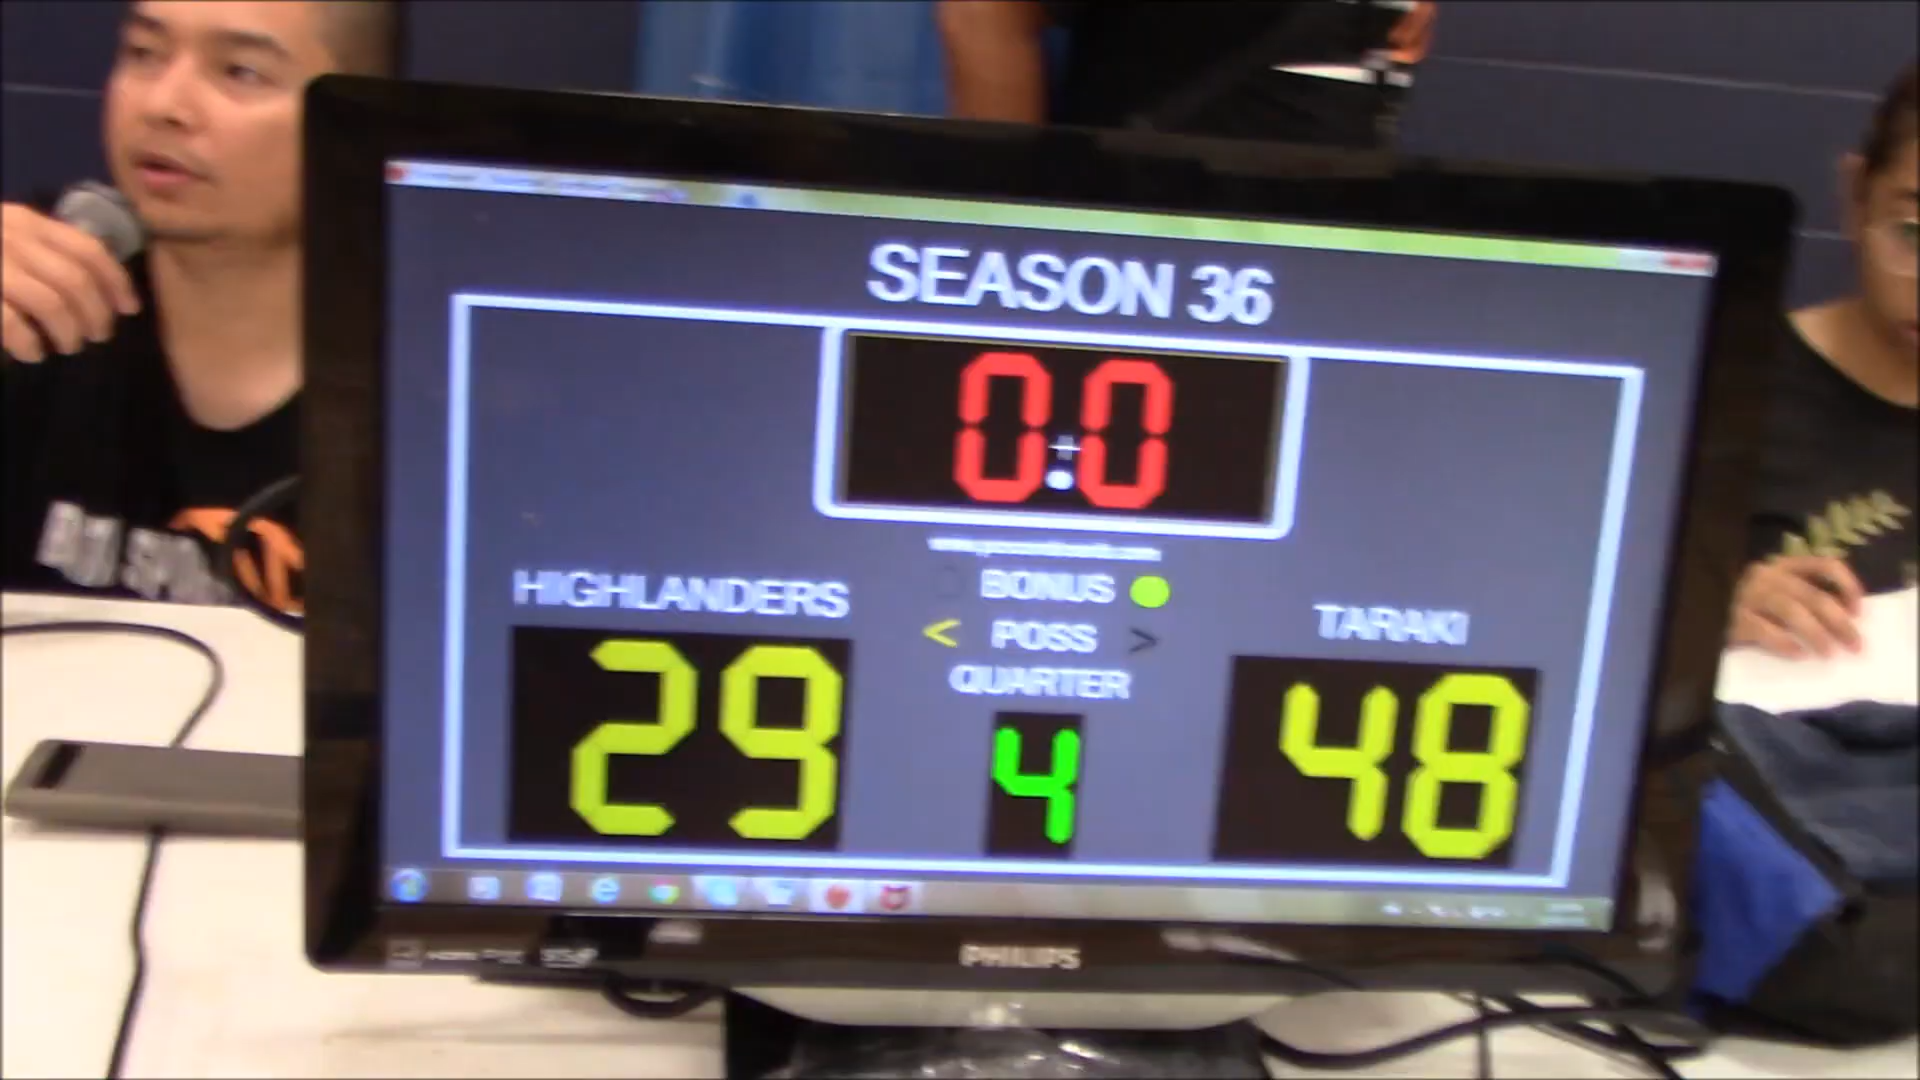 SEASON 36
0.0
BONUS
HIGHLANDERS
< POSS >
TARAKI
QUARTER
29
4
48
PHILIPS